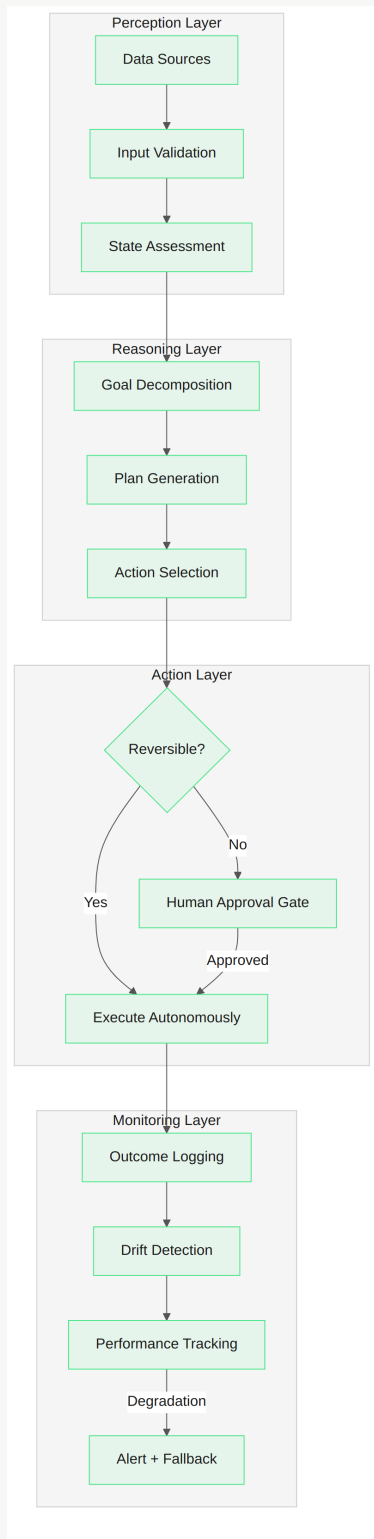 Perception Layer
Data Sources
Input Validation
State Assessment
Reasoning Layer
Goal Decomposition
Plan Generation
Action Selection
Action Layer
Reversible?
No
Human Approval Gate
Yes
Approved
Execute Autonomously
Monitoring Layer
Outcome Logging
Drift Detection
Performance Tracking
Degradation
Alert + Fallback